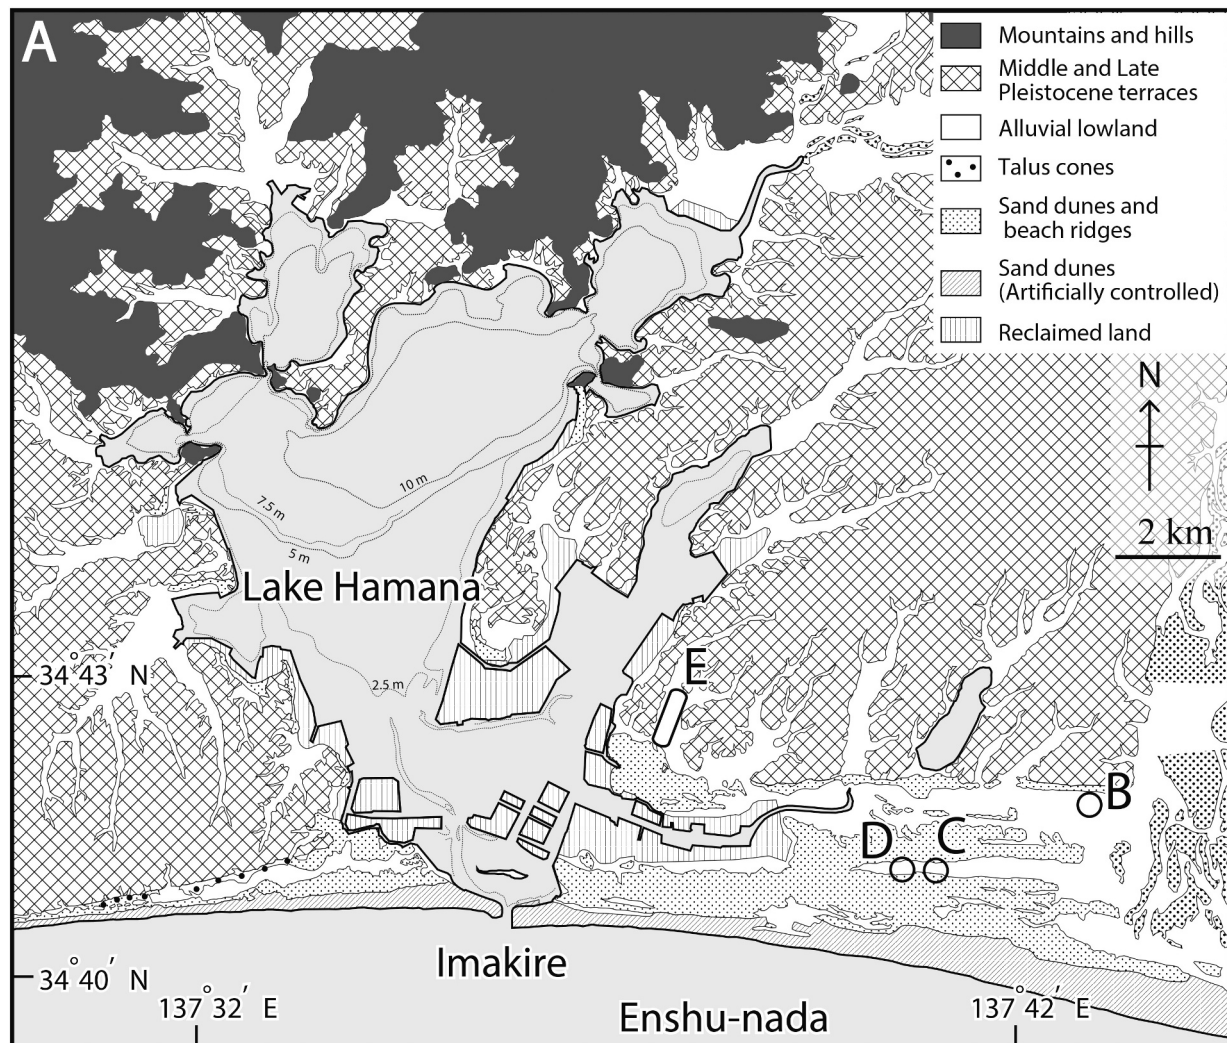 A
Mountains and hills
Middle and Late
Pleistocene terraces
Alluvial lowland
Talus cones
Sand dunes and
beach ridges
Sand dunes
(Artificially controlled)
Reclaimed land
N
2 km
10 m
7.5 m
5 m
Lake Hamana
34°43′ N
2.5 m
E
B
D
C
Imakire
34°40′ N
137°32′ E
137°42′ E
Enshu-nada